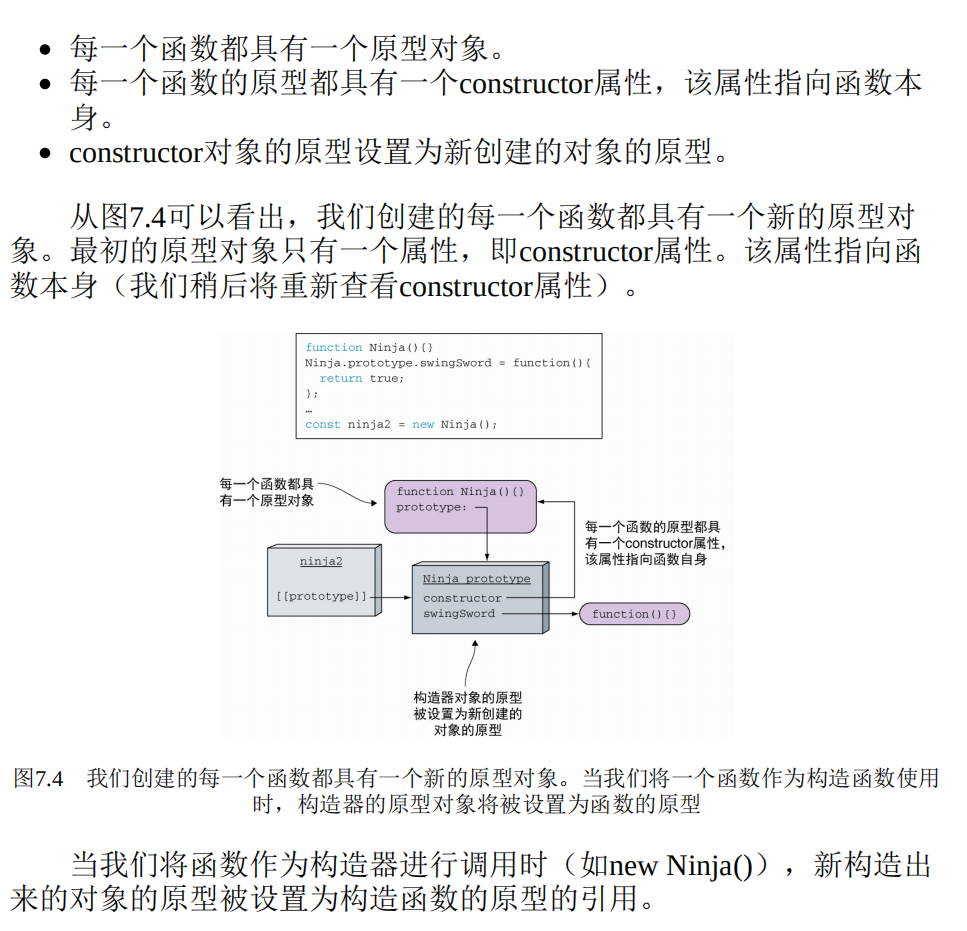 每一个函数都具有一个原型对象。
每一个函数的原型都具有一个constructor属性，该属性指向函数本
身。
constructor对象的原型设置为新创建的对象的原型。
从图7.4可以看出，我们创建的每一个函数都具有一个新的原型对
象。最初的原型对象只有一个属性，即constructor属性。该属性指向函
数本身（我们稍后将重新查看constructor属性）。
function Ninja(){}
Ninja.prototype.swingSword = function(){
return true;
};
…
const ninja2 = new Ninja();
每一个函数都具
有一个原型对象
function Ninja(){}
prototype:
每一个函数的原型都具
有一个constructor属性，
该属性指向函数自身
ninja2
[[prototype]]
Ninja prototype
constructor
swingSword
function(){}
构造器对象的原型
被设置为新创建的
对象的原型
图7.4 我们创建的每一个函数都具有一个新的原型对象。当我们将一个函数作为构造函数使用
时，构造器的原型对象将被设置为函数的原型
当我们将函数作为构造器进行调用时（如new Ninja()），新构造出
来的对象的原型被设置为构造函数的原型的引用。